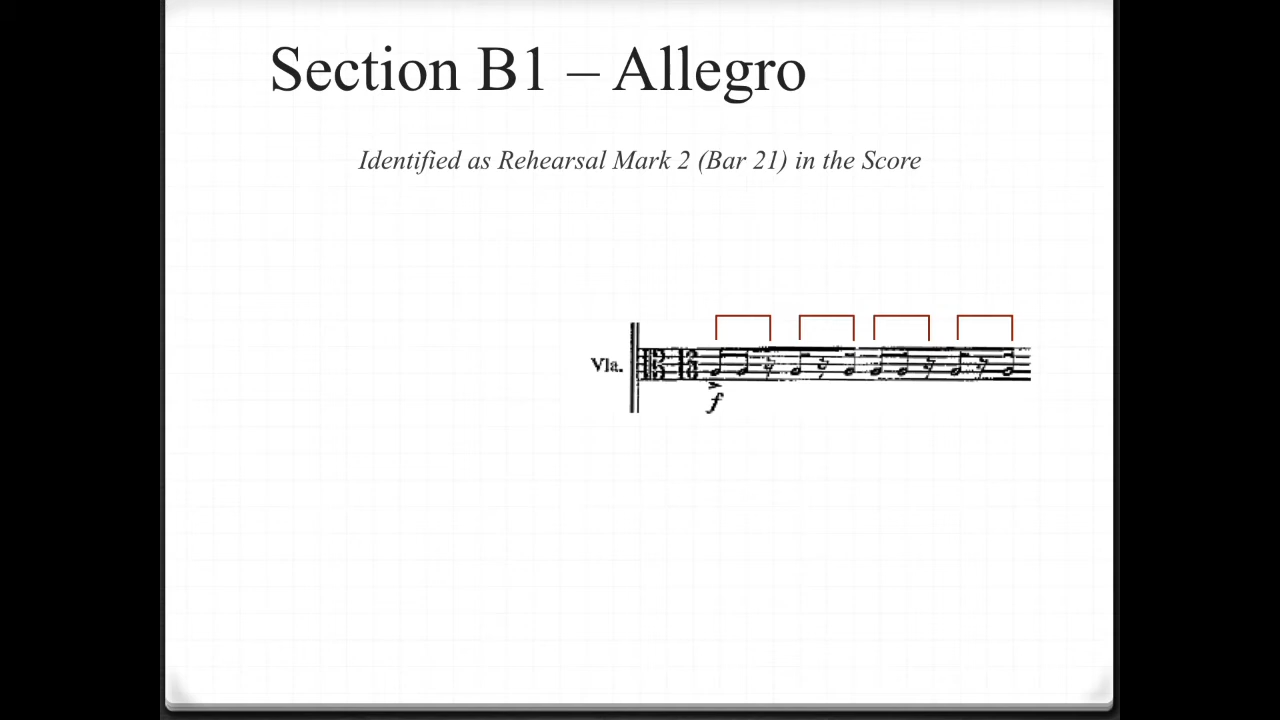 Section B1 – Allegro
Identified as Rehearsal Mark 2 (Bar 21) in the Score
Vla.
f